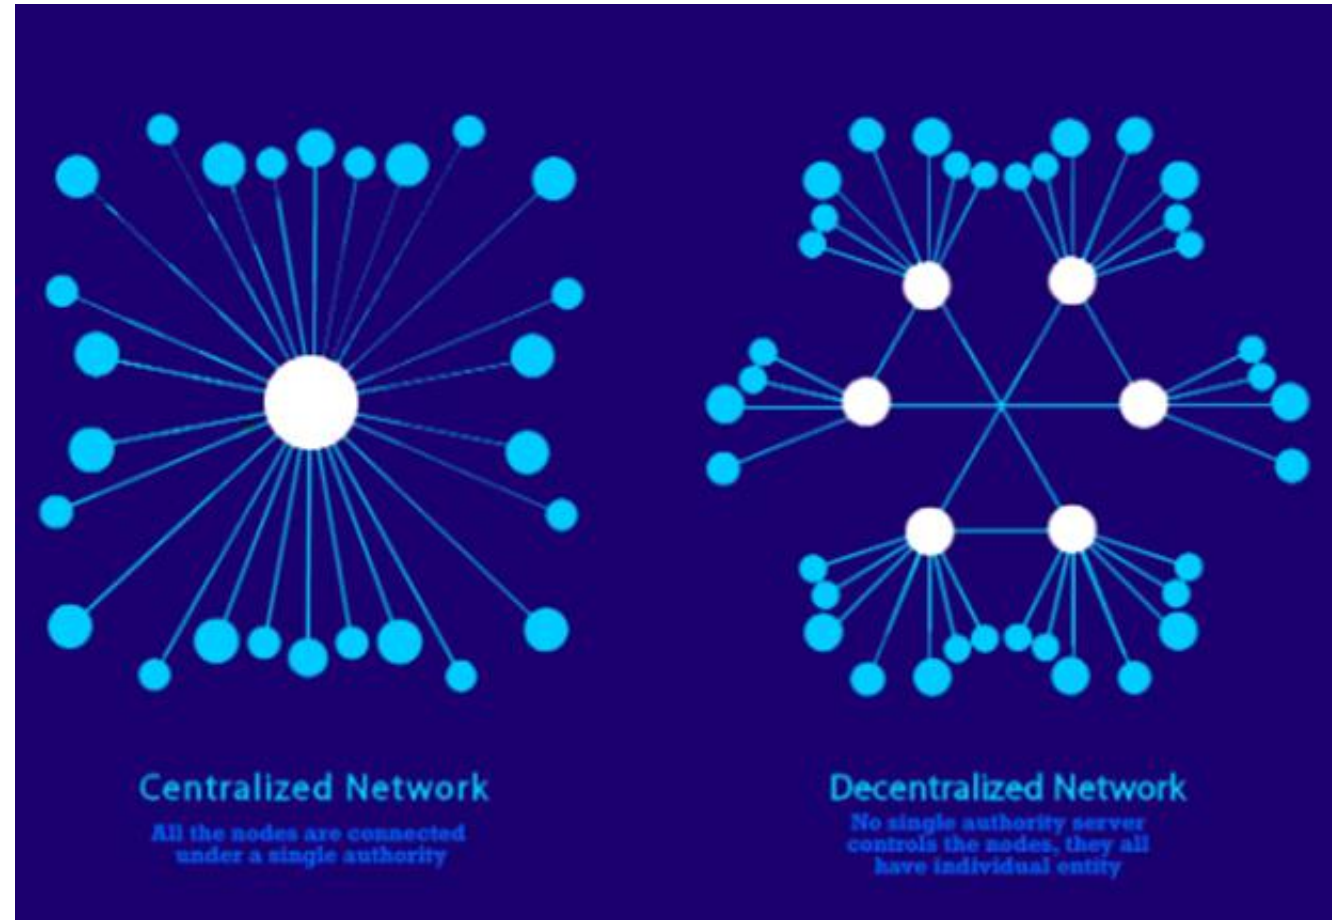 Centralized Network
All the nodes are connected
under a single authority
Decentralized Network
No single authority server
controls the nodes, they all
have individual entity